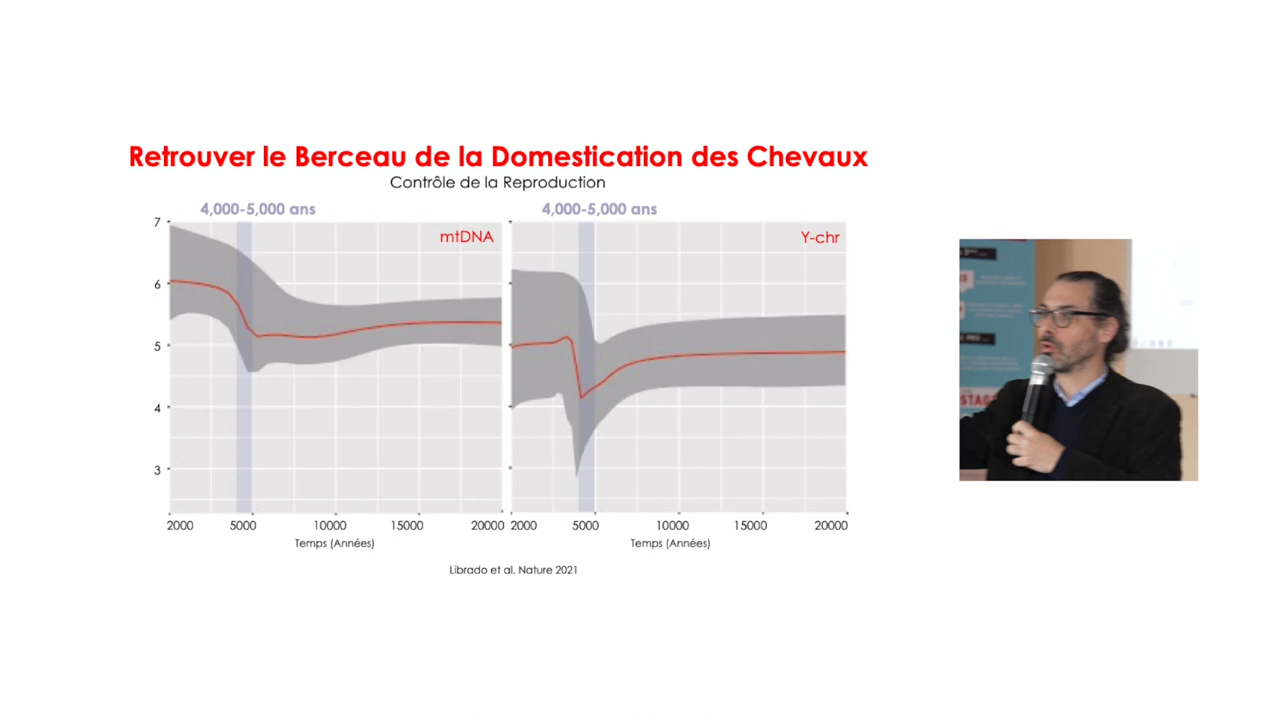 Retrouver le Berceau de la Domestication des Chevaux
Contrôle de la Reproduction
4,000-5,000 ans
4,000-5,000 ans
mtDNA
Y-chr
7
6
5
4
3
2000 5000 10000 15000 20000
2000 5000 10000 15000 20000
Temps (Années)
Temps (Années)
Librado et al. Nature 2021
STAGE